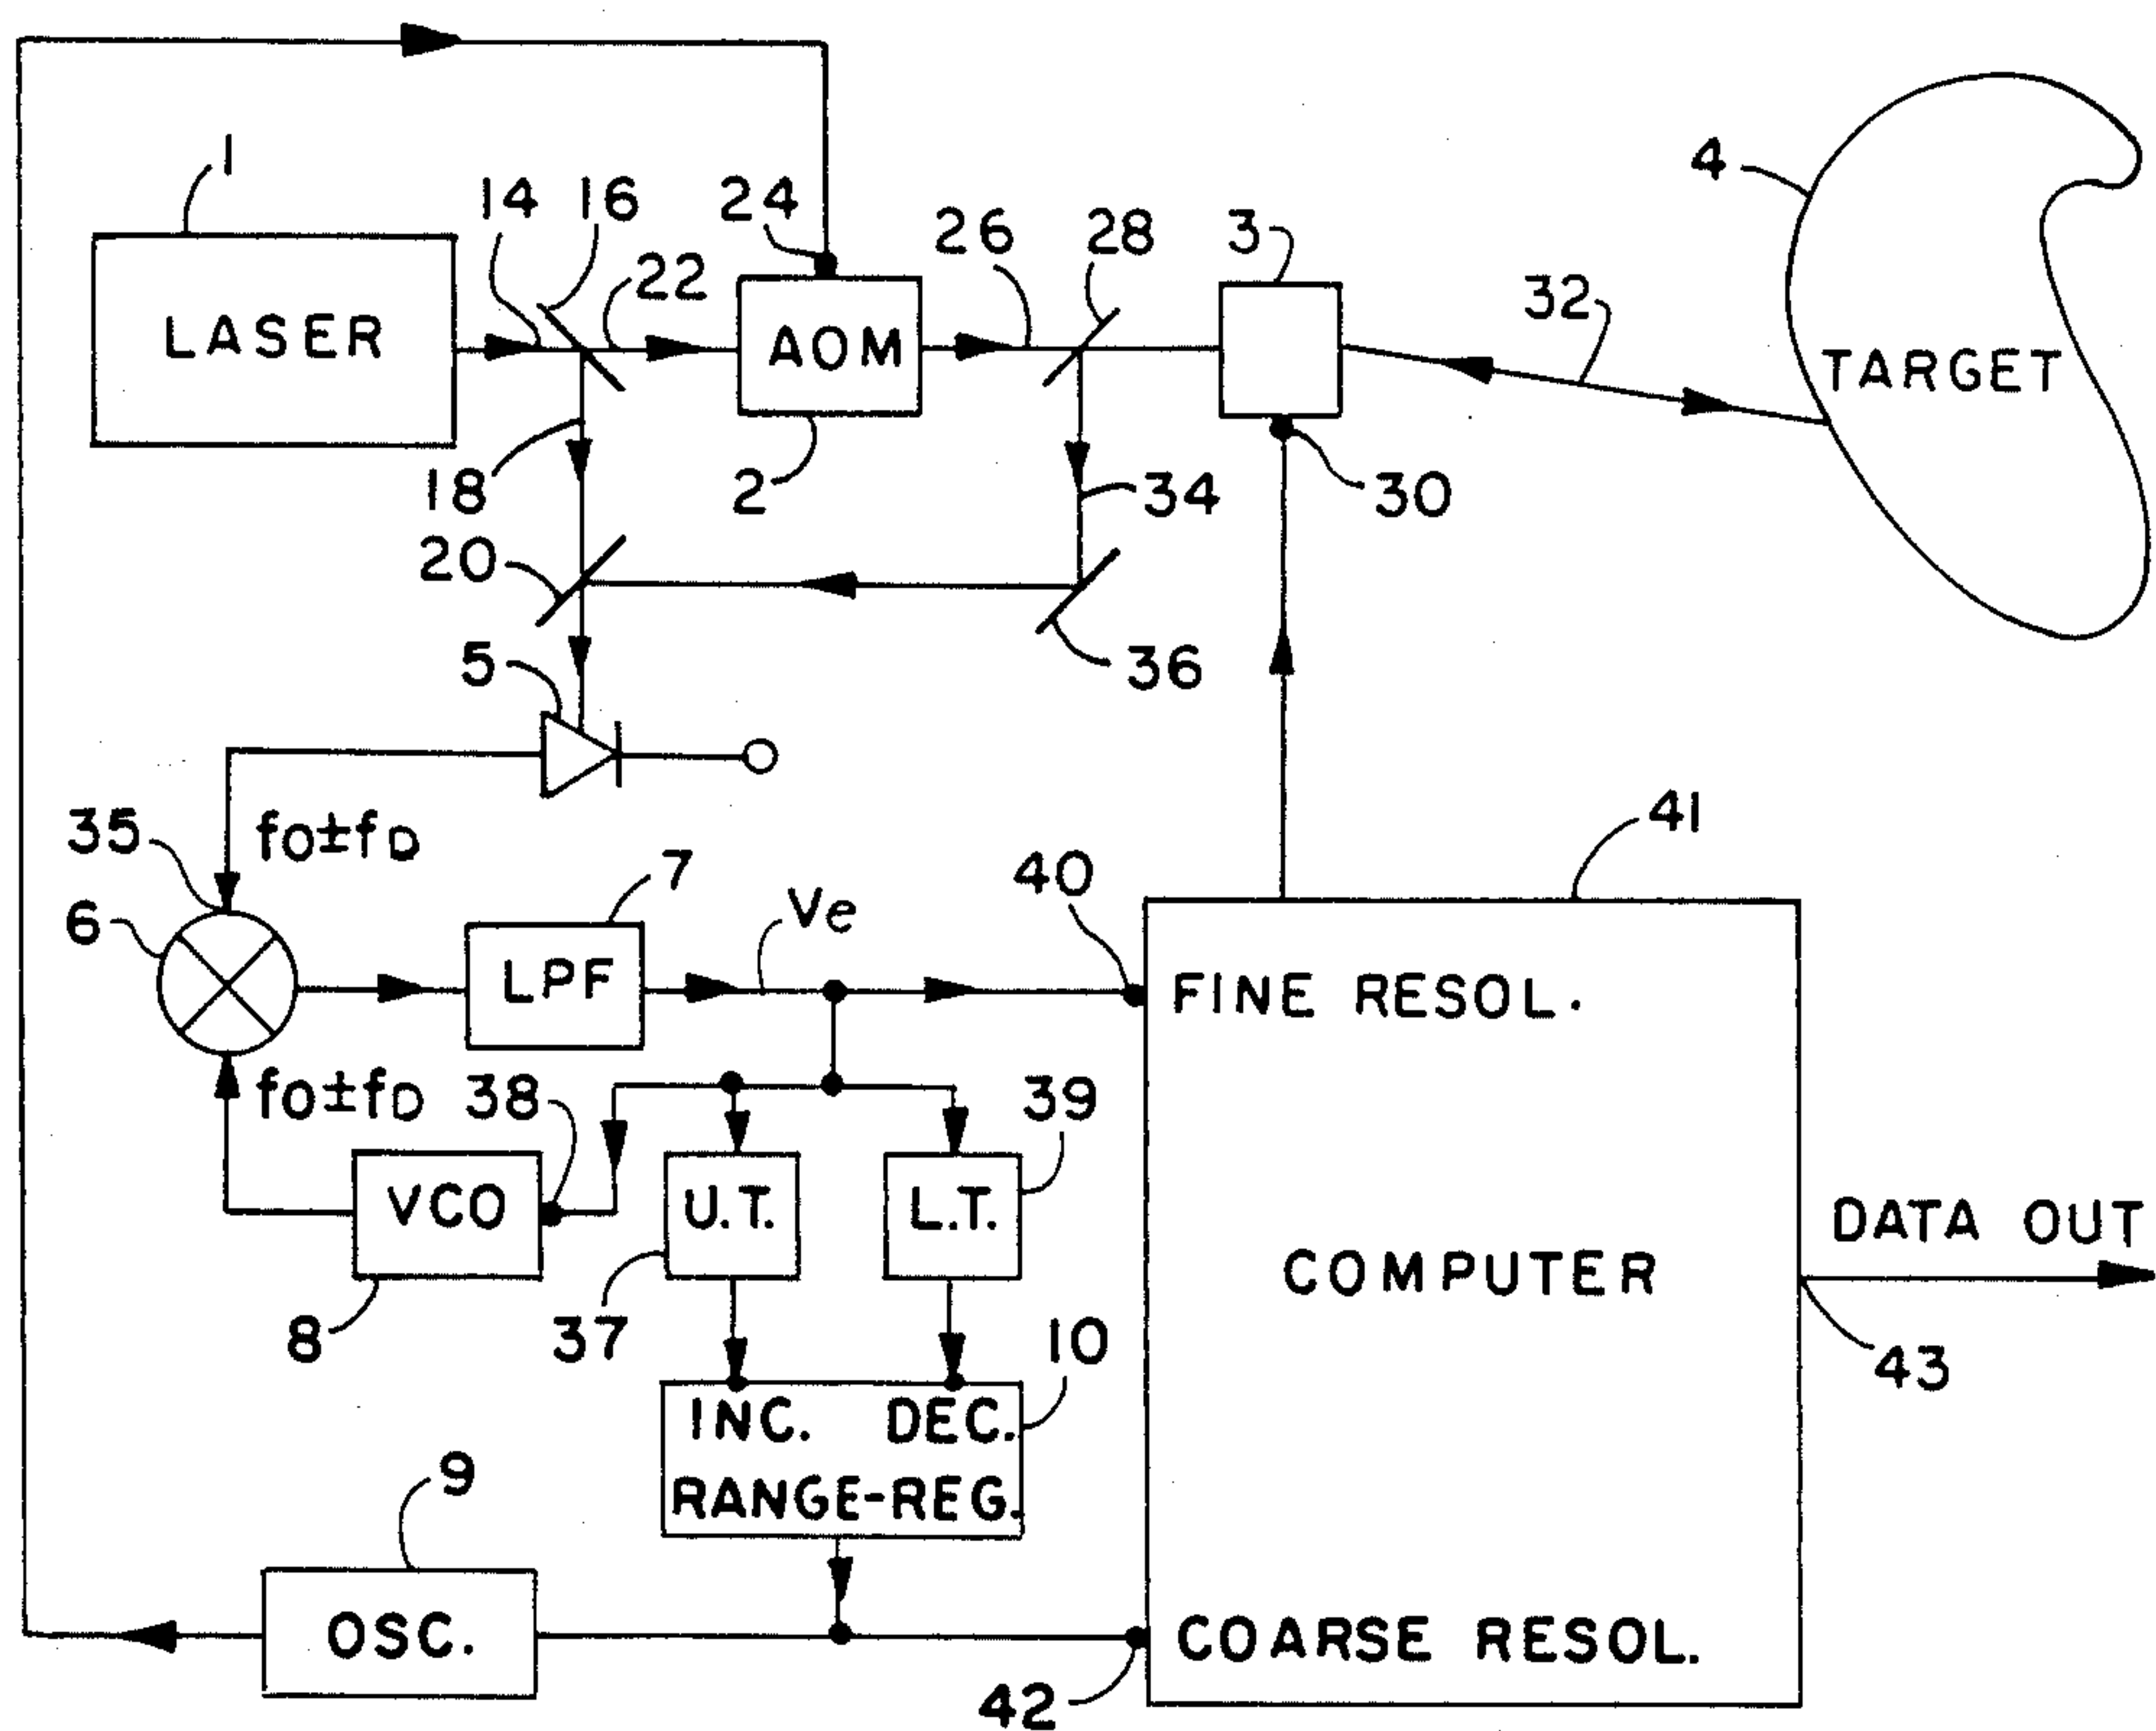 1
14 16
24
26
28
3
4
22
32
LASER
AOM
TARGET
18
2
34
30
20
5
36
35
fo±fD
41
6
7
Ve
40
LPF
FINE RESOL.
fo±fD
38
39
VCO
U.T.
L.T.
DATA OUT
COMPUTER
8
37
10
43
INC. DEC.
RANGE-REG.
9
OSC.
COARSE RESOL.
42